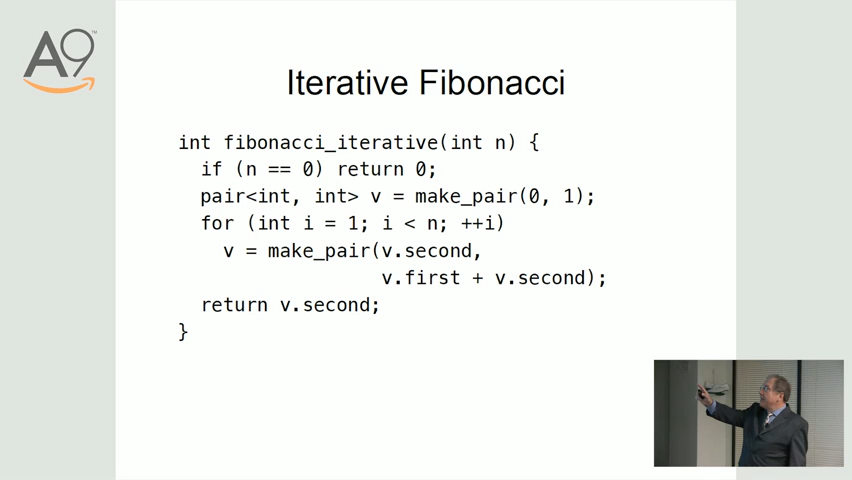 A9™
Iterative Fibonacci
int fibonacci_iterative(int n) {
if (n == 0) return 0;
pair<int, int> v = make_pair(0, 1);
for (int i = 1; i < n; ++i)
v = make_pair(v.second,
v.first + v.second);
return v.second;
}